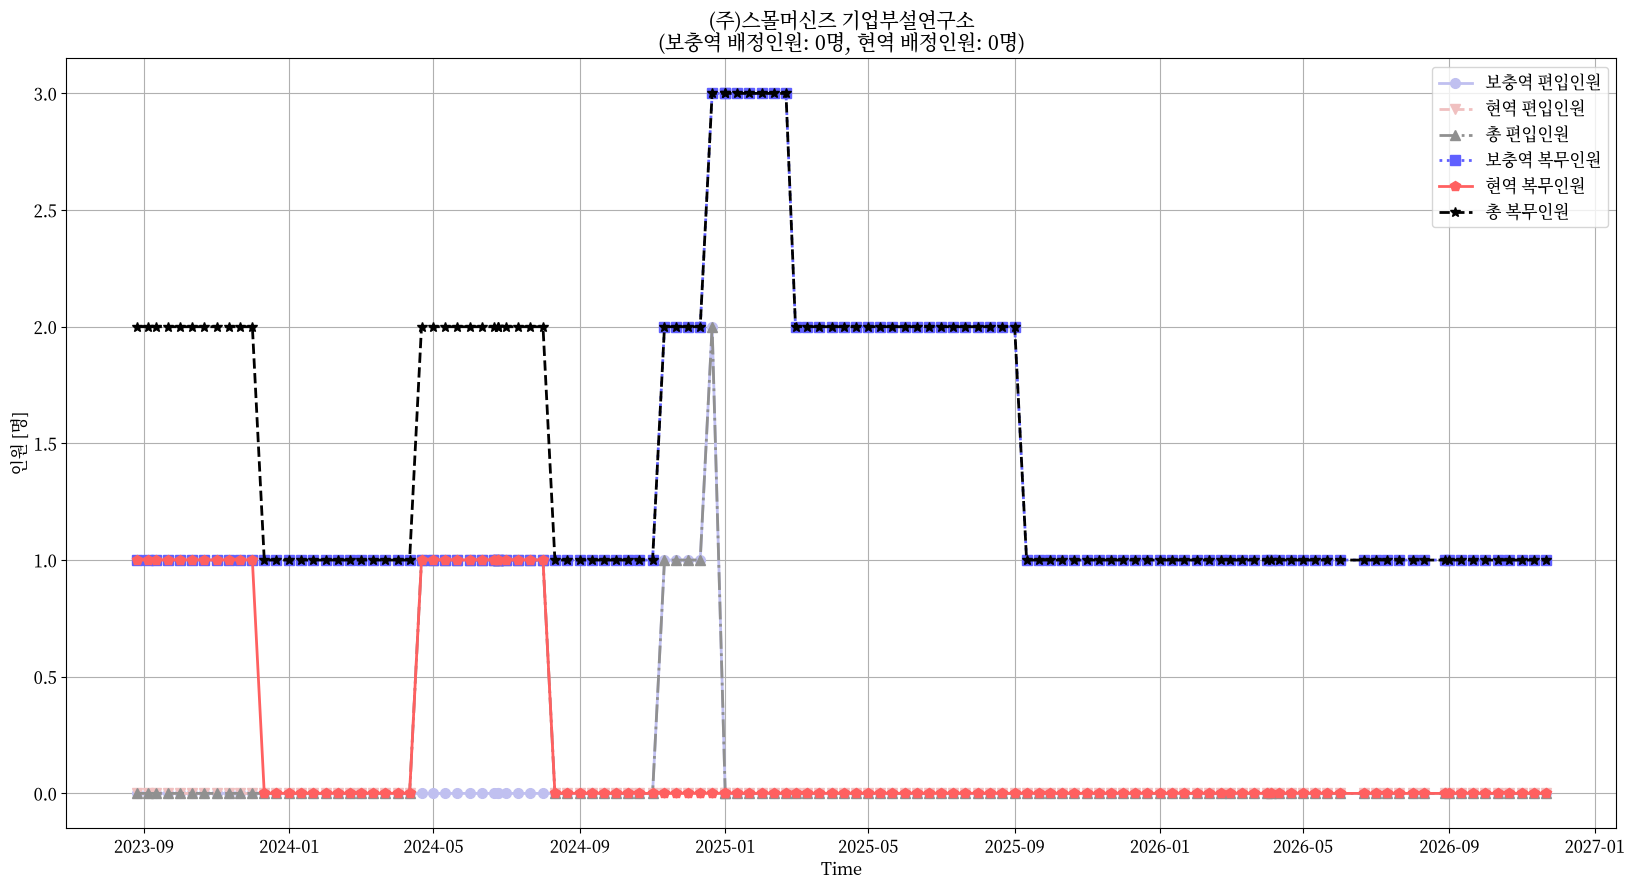 (주)스몰머신즈 기업부설연구소
(보충역 배정인원: 0명, 현역 배정인원: 0명)
보충역 편입인원
현역 편입인원
총 편입인원
보충역 복무인원
현역 복무인원
총 복무인원
3.0
2.5
2.0
1.5
1.0
0.5
0.0
인원 [명]
2023-09 2024-01 2024-05 2024-09 2025-01 2025-05 2025-09 2026-01 2026-05 2026-09 2027-01
Time